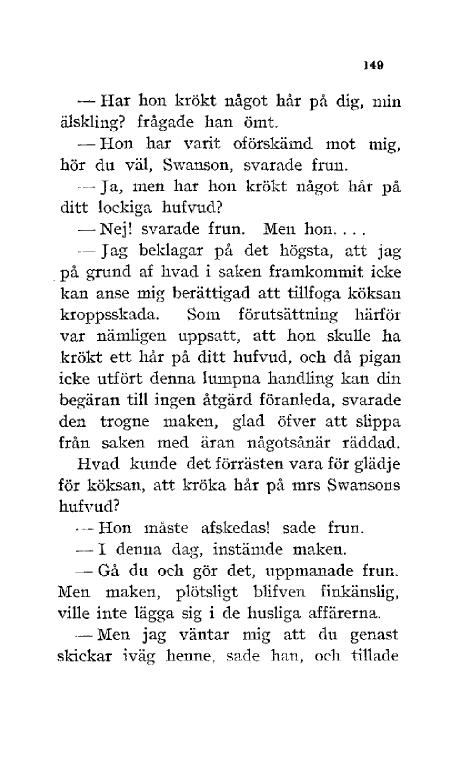 149
— Har hon krökt något hår på dig, min
älskling? frågade han ömt.
— Hon har varit oförskämd mot mig,
hör du väl, Swanson, svarade frun.
— Ja, men har hon krökt något hår på
ditt lockiga hufvud?
— Nej! svarade frun. Men hon. . . .
— Jag beklagar på det högsta, att jag
på grund af hvad i saken framkommit icke
kan anse mig berättigad att tillfoga köksan
kroppsskada. Som förutsättning härför
var nämligen uppsatt, att hon skulle ha
krökt ett hår på ditt hufvud, och då pigan
icke utfört denna lumpna handling kan din
begäran till ingen åtgärd föranleda, svarade
den trogne maken, glad öfver att slippa
från saken med äran någotsånär räddad.
Hvad kunde det förrästen vara för glädje
för köksan, att kröka hår på mrs Swansons
hufvud?
— Hon måste afskedas! sade frun.
— I denna dag, instämde maken.
— Gå du och gör det, uppmanade frun.
Men maken, plötsligt blifven finkänslig,
ville inte lägga sig i de husliga affärerna.
— Men jag väntar mig att du genast
skickar iväg henne, sade han, och tillade